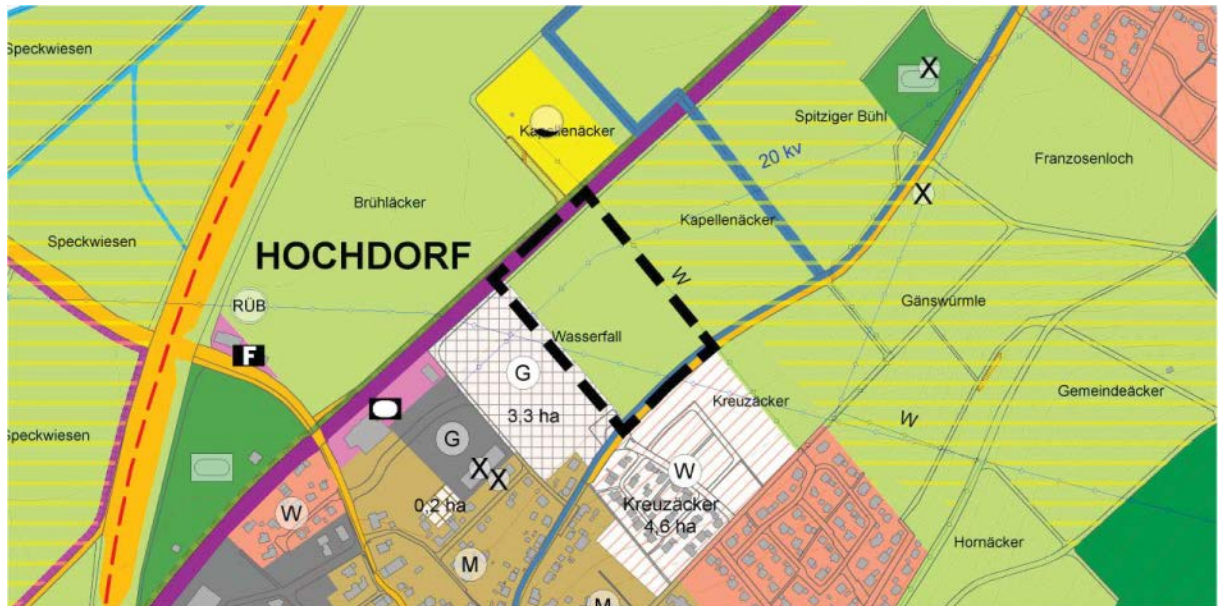 Speckwiesen
X
Spitziger Bühl
20 kv
Kapellenäcker
Franzosenloch
X
Brührläcker
Kapellenäcker
Speckwiesen
HOCHDORF
W
Gänswürmle
RÜB
Wasserfall
F
G
Gemeindeäcker
Kreuzäcker
3,3 ha
W
Speckwiesen
G
X
X
W
0,2 ha
W
Kreuzäcker
4,6 ha
Hornäcker
M
M